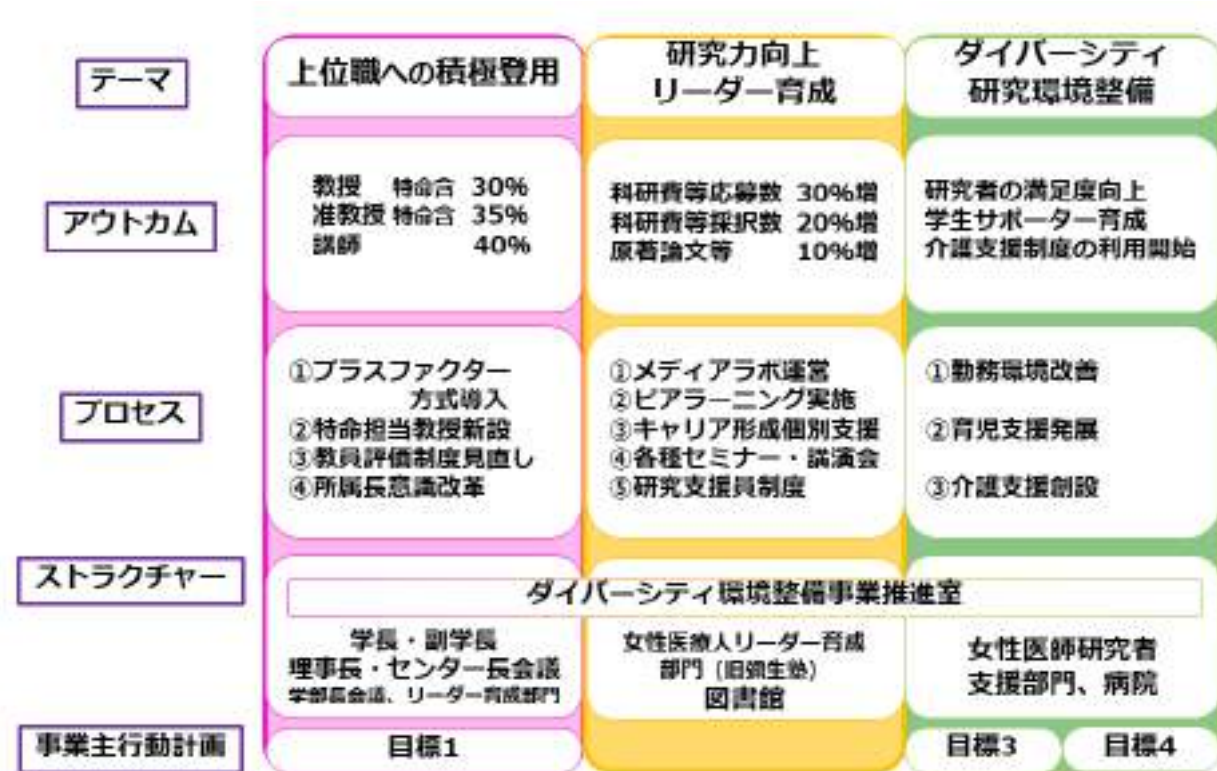 テーマ
上位職への積極登用
研究力向上
リーダー育成
ダイバーシティ
研究環境整備
アウトカム
教授 特命含 30%
准教授 特命含 35%
講師 40%
科研費等応募数 30%増
科研費等採択数 20%増
原著論文等 10%増
研究者の満足度向上
学生サポーター育成
介護支援制度の利用開始
プロセス
①プラスファクター
方式導入
②特命担当教授新設
③教員評価制度見直し
④所属長意識改革
①メディアラボ運営
②ピアラーニング実施
③キャリア形成個別支援
④各種セミナー・講演会
⑤研究支援員制度
①勤務環境改善
②育児支援発展
③介護支援創設
ストラクチャー
ダイバーシティ環境整備事業推進室
学長・副学長
理事長・センター長会議
学部長会議、リーダー育成部門
女性医療人リーダー育成
部門（旧彌生塾）
図書館
女性医師研究者
支援部門、病院
事業主行動計画
目標1
目標3
目標4